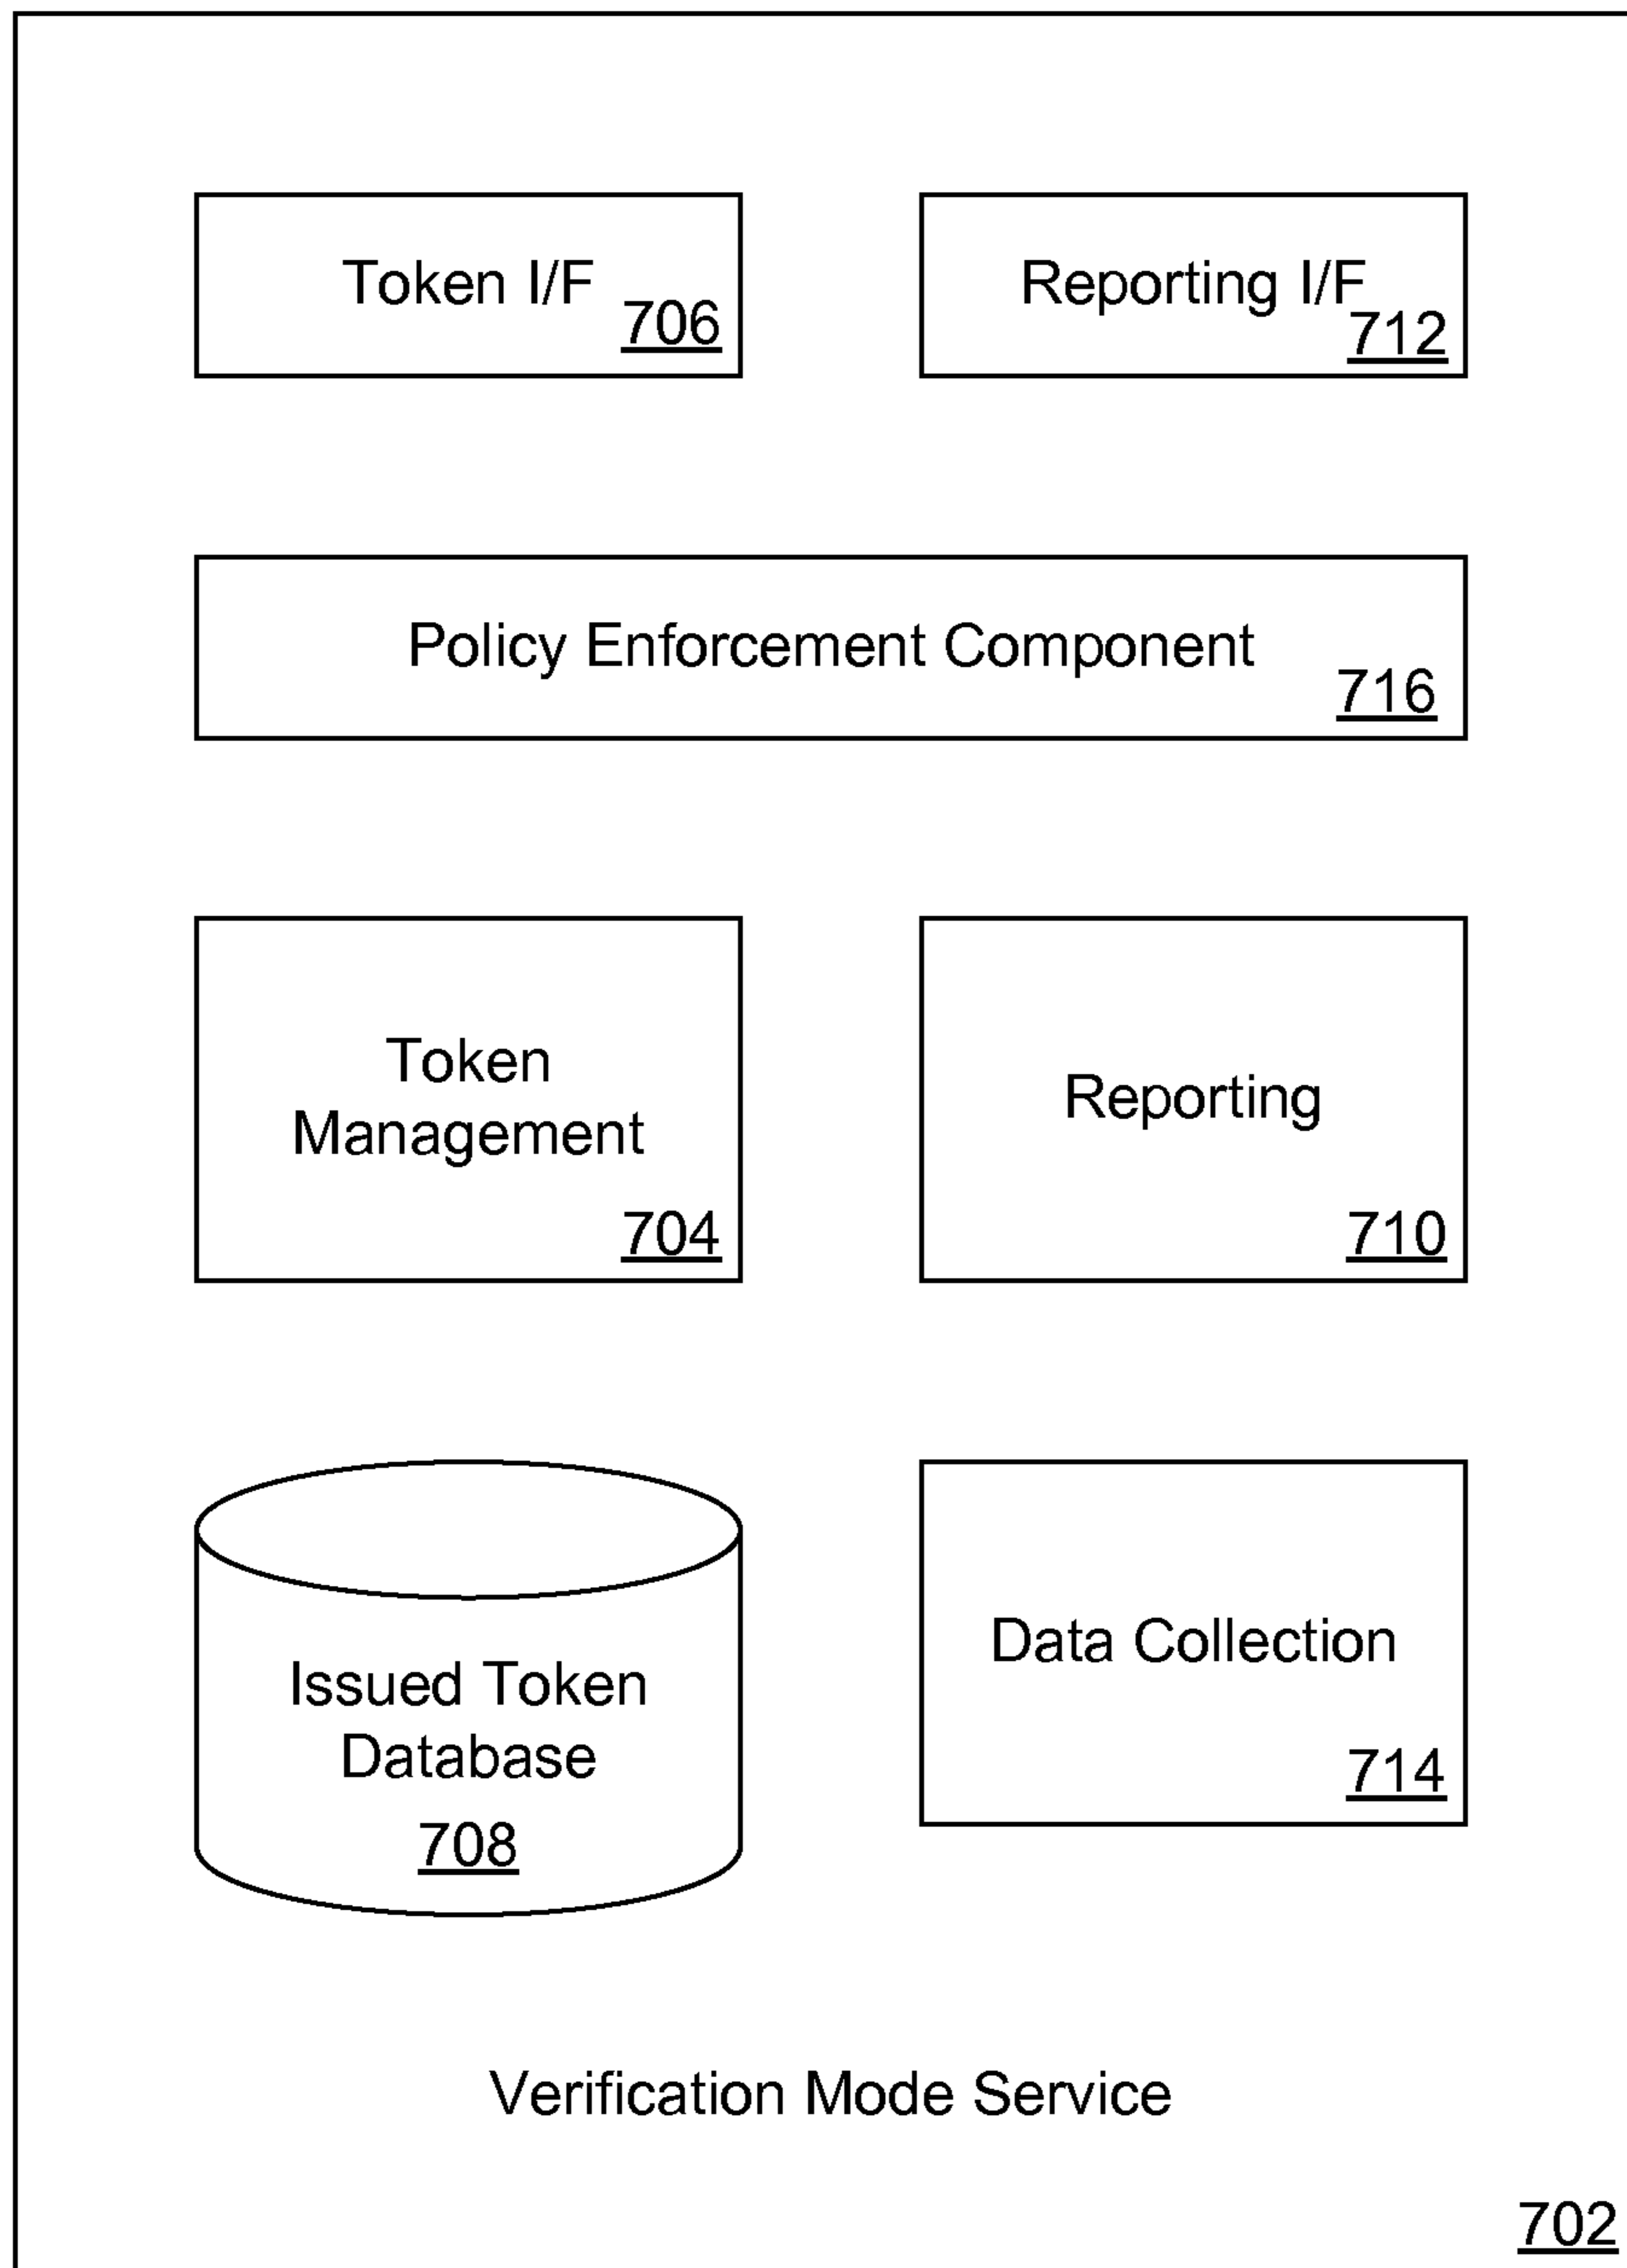 Token I/F
706
Reporting I/F
712
Policy Enforcement Component
716
Token
Management
704
Reporting
710
Issued Token
Database
708
Data Collection
714
Verification Mode Service
702